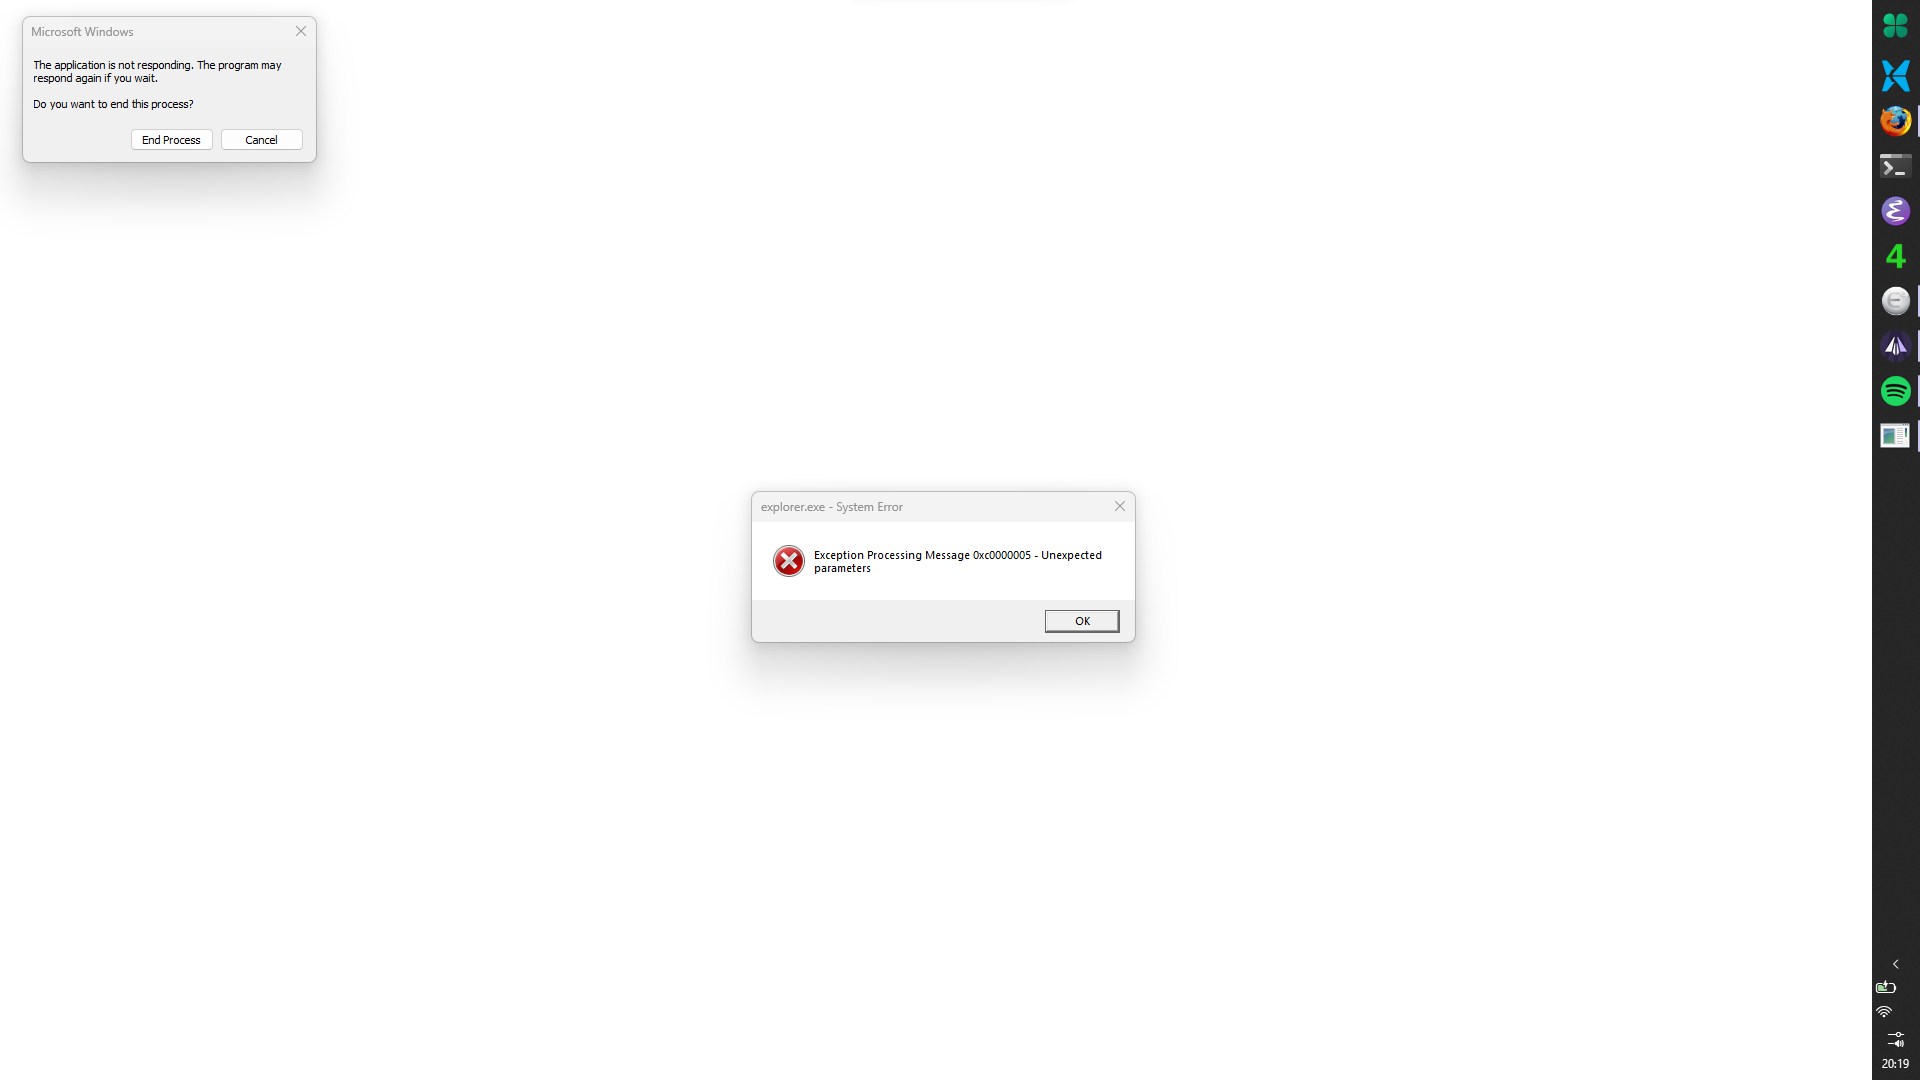 Microsoft Windows
The application is not responding. The program may
respond again if you wait.
Do you want to end this process?
End Process
Cancel
explorer.exe - System Error
Exception Processing Message 0xc0000005 - Unexpected
parameters
OK
4
20:19